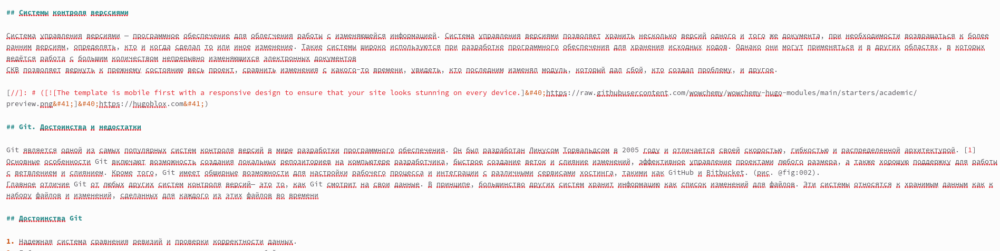 ## Системы контроля верссиями
Система управления версиями — программное обеспечение для облегчения работы с изменяющейся информацией. Система управления версиями позволяет хранить несколько версий одного и того же документа, при необходимости возвращаться к более
ранним версиям, определять, кто и когда сделал то или иное изменение. Такие системы широко используются при разработке программного обеспечения для хранения исходных кодов. Однако они могут применяться и в других областях, в которых
ведётся работа с большим количеством непрерывно изменяющихся электронных документов
СКВ позволяет вернуть к прежнему состоянию весь проект, сравнить изменения с какого-то времени, увидеть, кто последним изменял модуль, который дал сбой, кто создал проблему, и другое.
[//]: # ([![The template is mobile first with a responsive design to ensure that your site looks stunning on every device.]&#40;https://raw.githubusercontent.com/wowchemy/wowchemy-hugo-modules/main/starters/academic/
preview.png&#41;]&#40;https://hugoblox.com&#41;)
## Git. Достоинства и недостатки
Git является одной из самых популярных систем контроля версий в мире разработки программного обеспечения. Он был разработан Линусом Торвальдсом в 2005 году и отличается своей скоростью, гибкостью и распределенной архитектурой. [1]
Основные особенности Git включают возможность создания локальных репозиториев на компьютере разработчика, быстрое создание веток и слияние изменений, эффективное управление проектами любого размера, а также хорошую поддержку для работы
с ветвлением и слиянием. Кроме того, Git имеет обширные возможности для настройки рабочего процесса и интеграции с различными сервисами хостинга, такими как GitHub и Bitbucket. (рис. @fig:002).
Главное отличие Git от любых других систем контроля версий— это то, как Git смотрит на свои данные. В принципе, большинство других систем хранит информацию как список изменений для файлов. Эти системы относятся к хранимым данным как к
набору файлов и изменений, сделанных для каждого из этих файлов во времени
## Достоинства Git
1. Надежная система сравнения ревизий и проверки корректности данных.